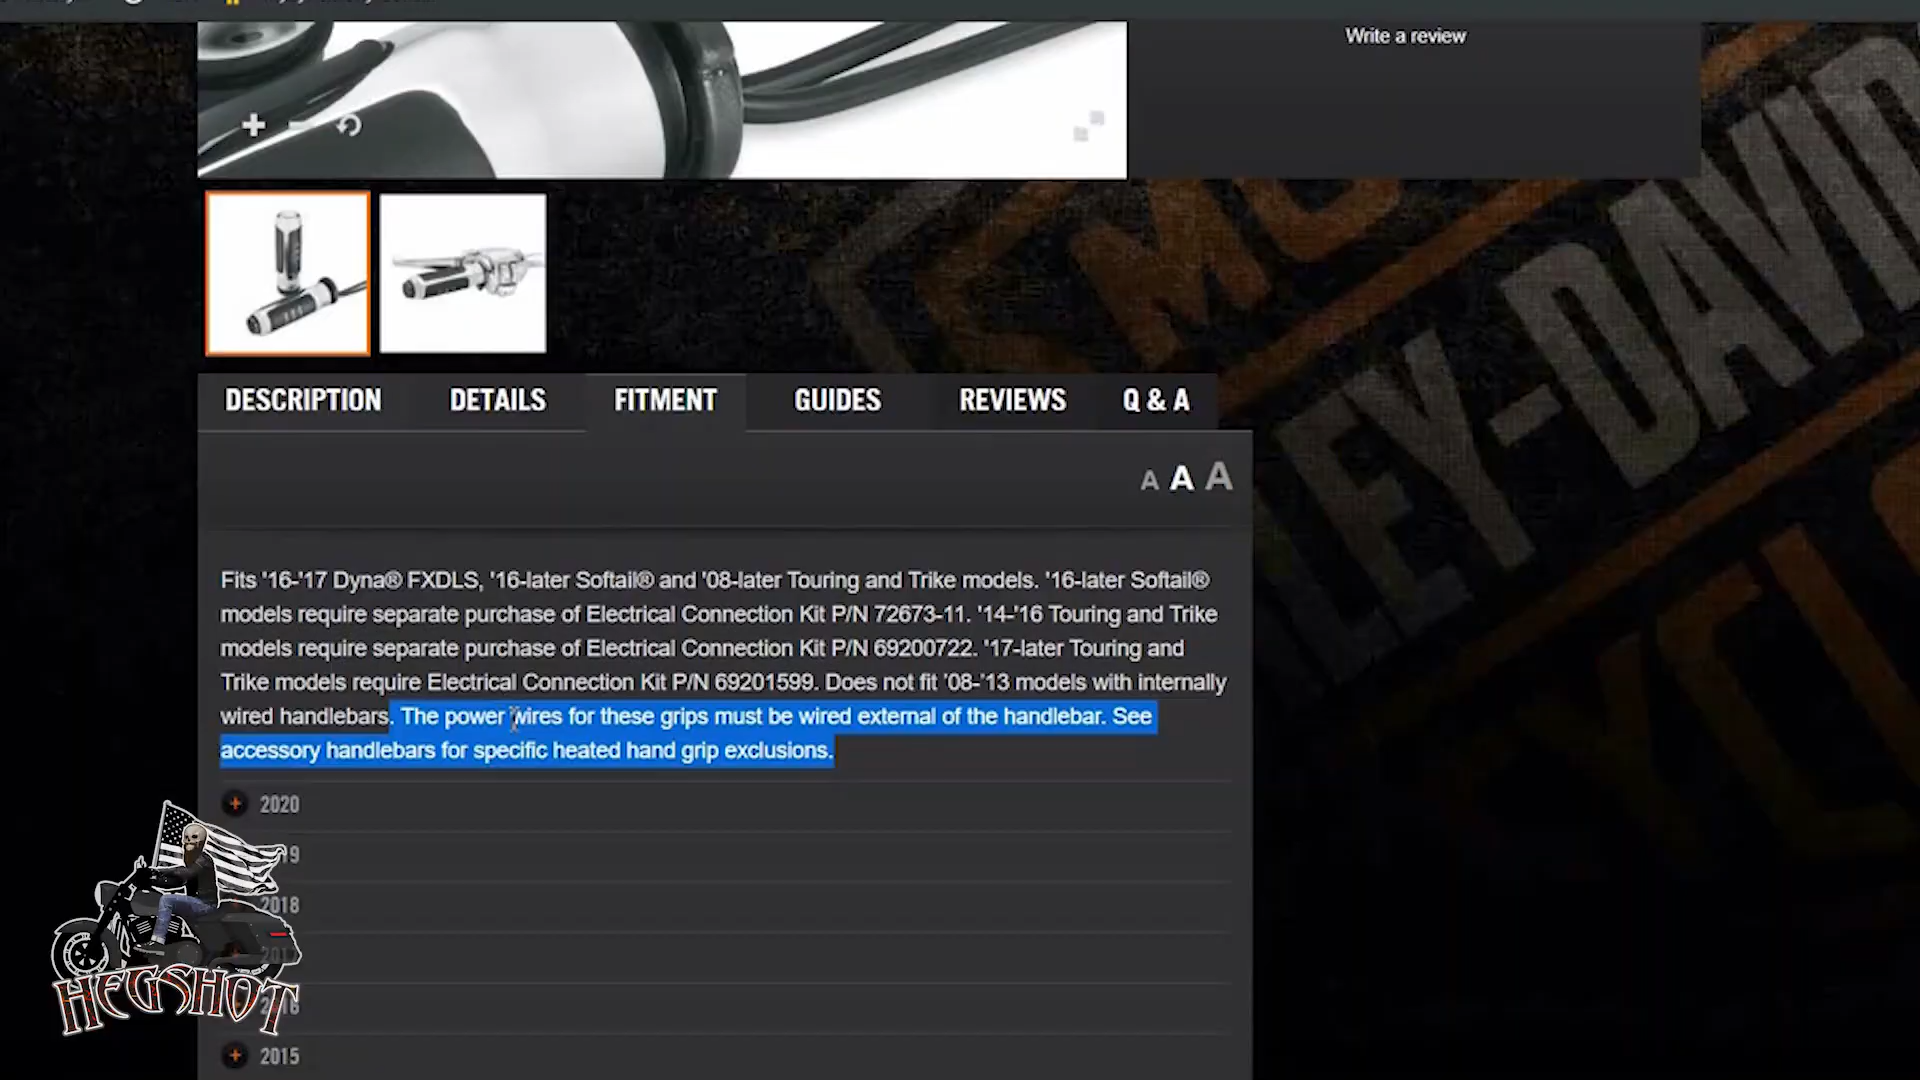 Write a review
DESCRIPTION
DETAILS
FITMENT
GUIDES
REVIEWS
Q & A
A A A
Fits '16-'17 Dyna® FXDLS, '16-later Softail® and '08-later Touring and Trike models. '16-later Softail®
models require separate purchase of Electrical Connection Kit P/N 72673-11. '14-'16 Touring and Trike
models require separate purchase of Electrical Connection Kit P/N 69200722. '17-later Touring and
Trike models require Electrical Connection Kit P/N 69201599. Does not fit '08-'13 models with internally
wired handlebars. The power wires for these grips must be wired external of the handlebar. See
accessory handlebars for specific heated hand grip exclusions.
2020
19
2018
2017
2016
2015
HEGSHOT
LEY-DAVID